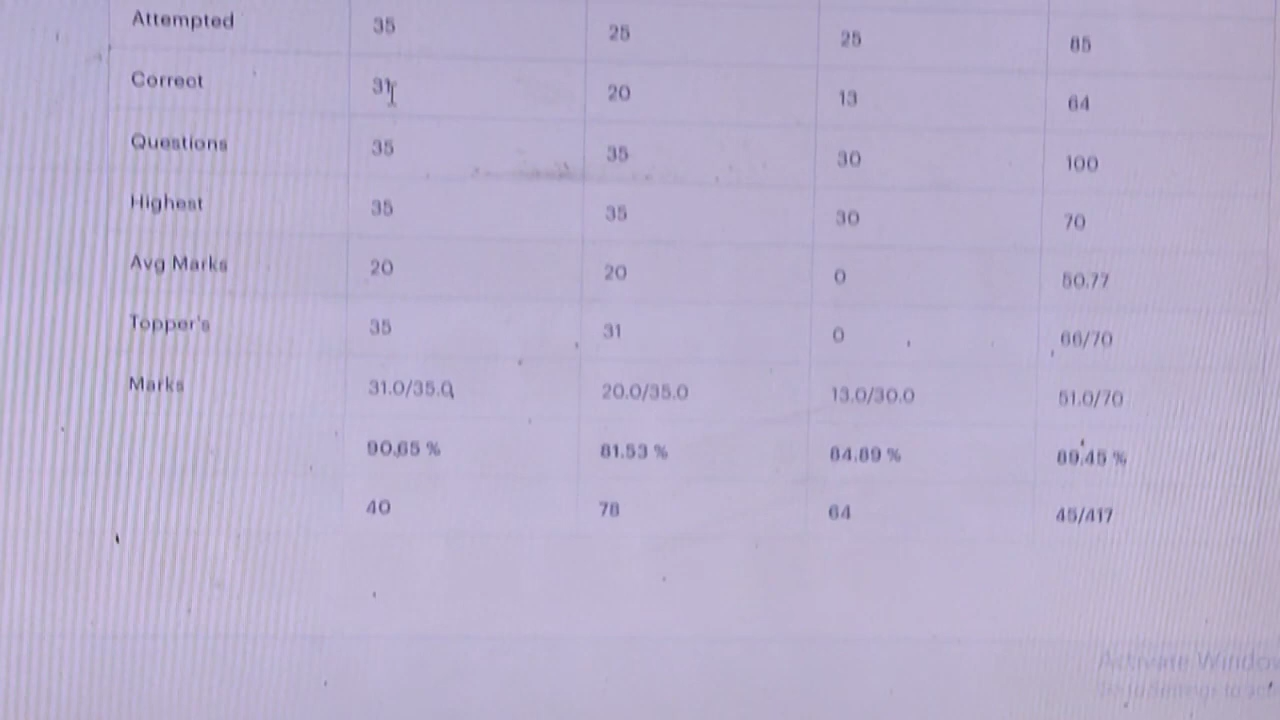 Attempted 35 25 25 85
Correct 31 20 13 64
Questions 35 35 30 100
Highest 35 35 30 70
Avg Marks 20 20 0 50.77
Topper's 35 31 0 66/70
Marks 31.0/35.0 20.0/35.0 13.0/30.0 51.0/70
90.65 % 81.53 % 84.89 % 89.45 %
40 78 64 45/417
Activate Windo